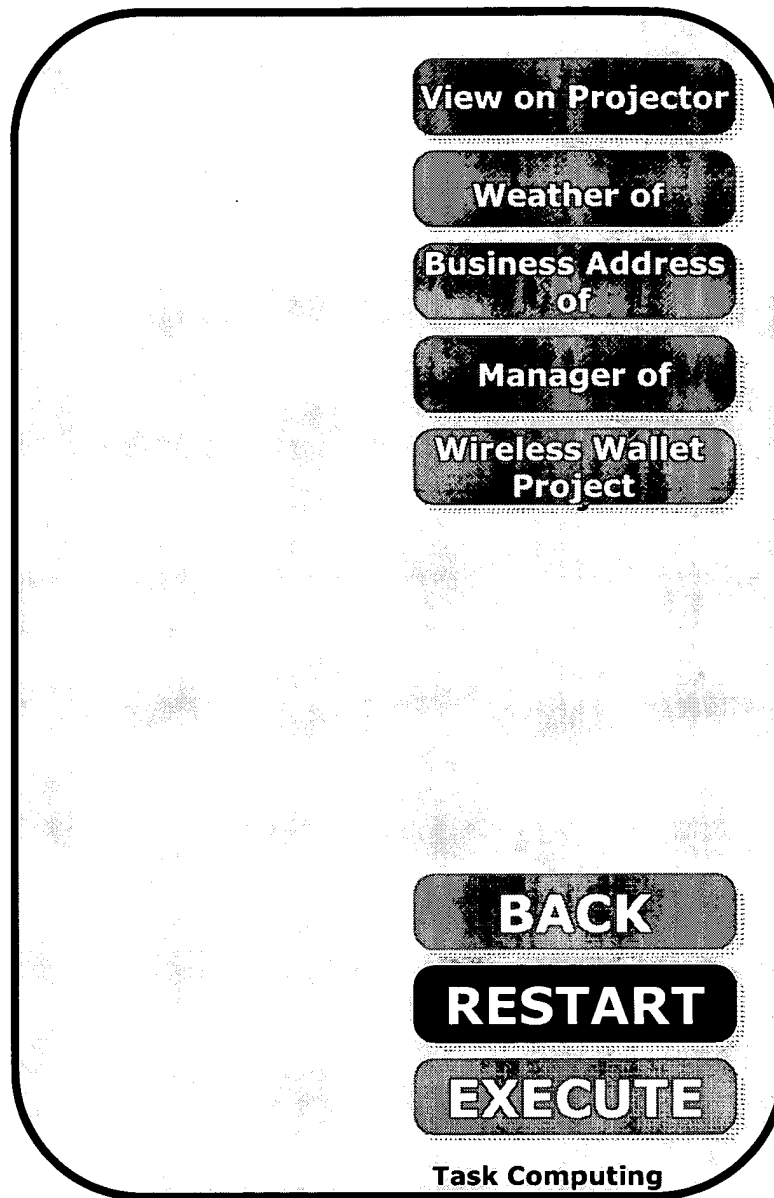 View on Projector
Weather of
Business Address
of
Manager of
Wireless Wallet
Project
BACK
RESTART
EXECUTE
Task Computing